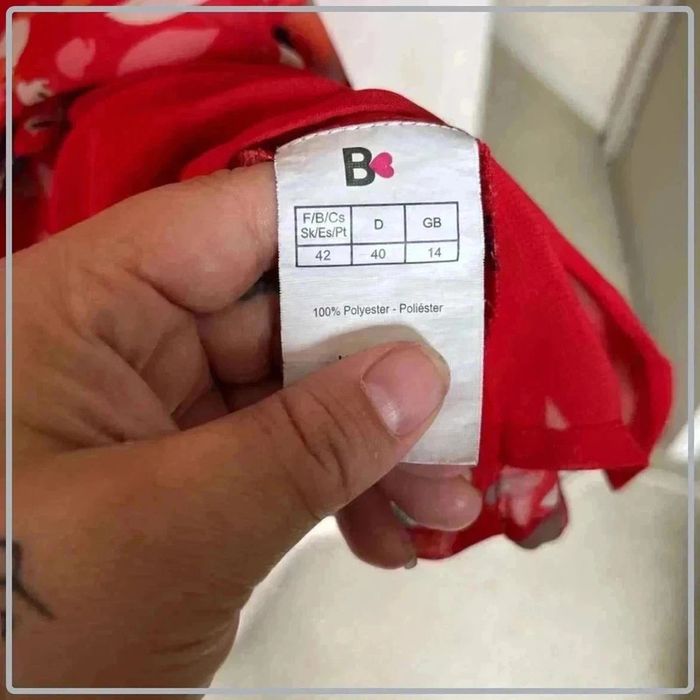 B
F/B/Cs D GB
Sk/Es/Pt
42 40 14
100% Polyester - Poliéster